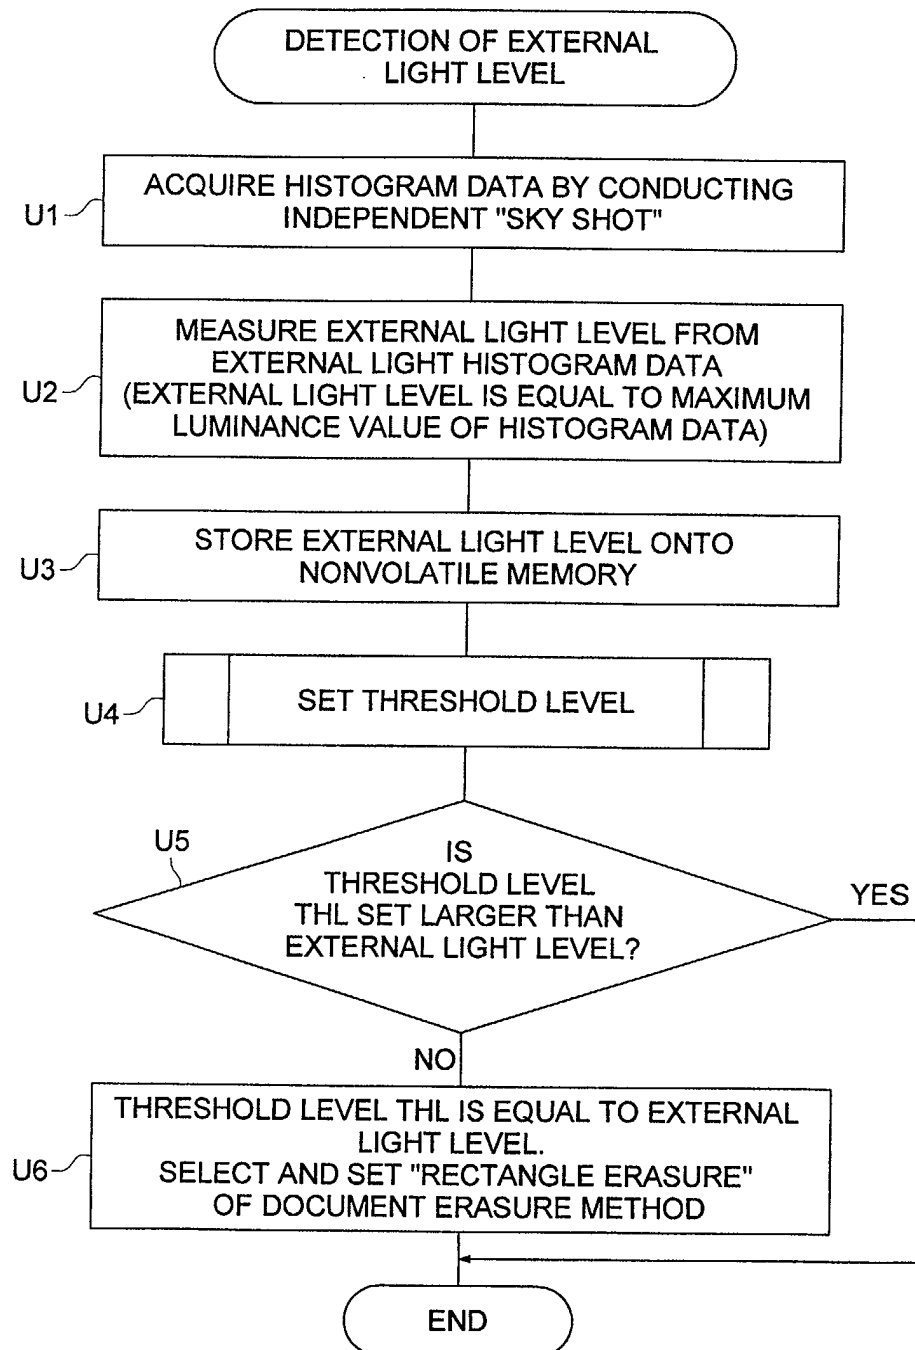 DETECTION OF EXTERNAL
LIGHT LEVEL
U1
ACQUIRE HISTOGRAM DATA BY CONDUCTING
INDEPENDENT "SKY SHOT"
U2
MEASURE EXTERNAL LIGHT LEVEL FROM
EXTERNAL LIGHT HISTOGRAM DATA
(EXTERNAL LIGHT LEVEL IS EQUAL TO MAXIMUM
LUMINANCE VALUE OF HISTOGRAM DATA)
U3
STORE EXTERNAL LIGHT LEVEL ONTO
NONVOLATILE MEMORY
U4
SET THRESHOLD LEVEL
U5
IS
THRESHOLD LEVEL
THL SET LARGER THAN
EXTERNAL LIGHT LEVEL?
YES
NO
U6
THRESHOLD LEVEL THL IS EQUAL TO EXTERNAL
LIGHT LEVEL.
SELECT AND SET "RECTANGLE ERASURE"
OF DOCUMENT ERASURE METHOD
END